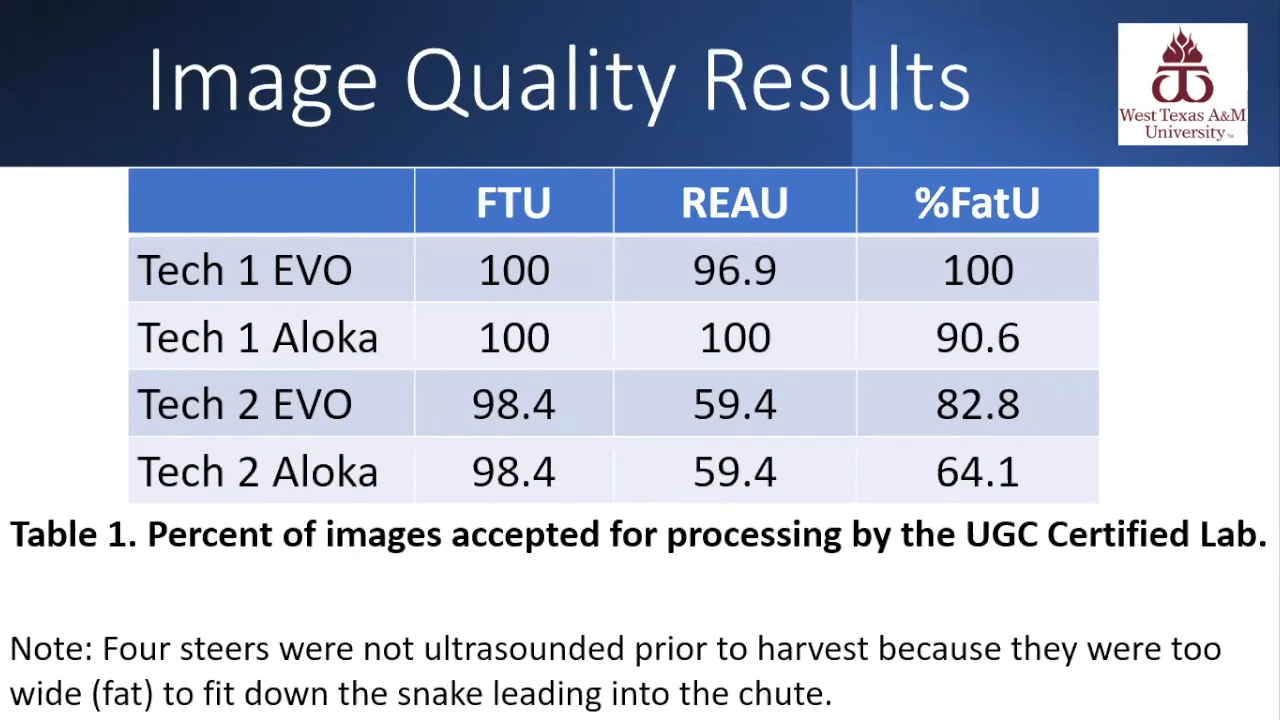 Image Quality Results
West Texas A&M
University™
FTU REAU %FatU
Tech 1 EVO 100 96.9 100
Tech 1 Aloka 100 100 90.6
Tech 2 EVO 98.4 59.4 82.8
Tech 2 Aloka 98.4 59.4 64.1
Table 1. Percent of images accepted for processing by the UGC Certified Lab.
Note: Four steers were not ultrasounded prior to harvest because they were too
wide (fat) to fit down the snake leading into the chute.